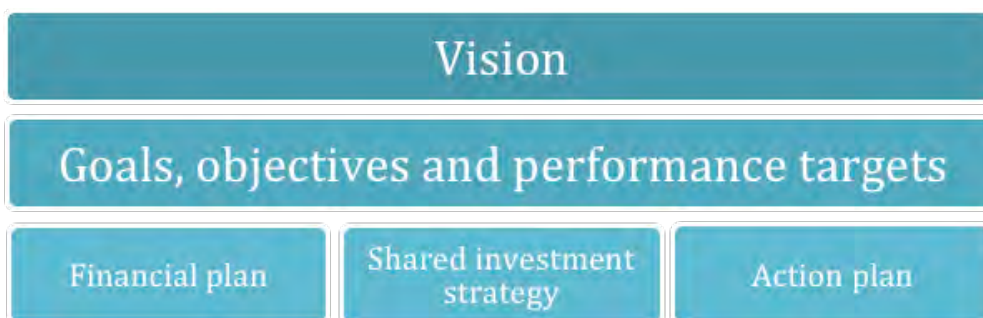 Vision
Goals, objectives and performance targets
Financial plan
Shared investment
strategy
Action plan